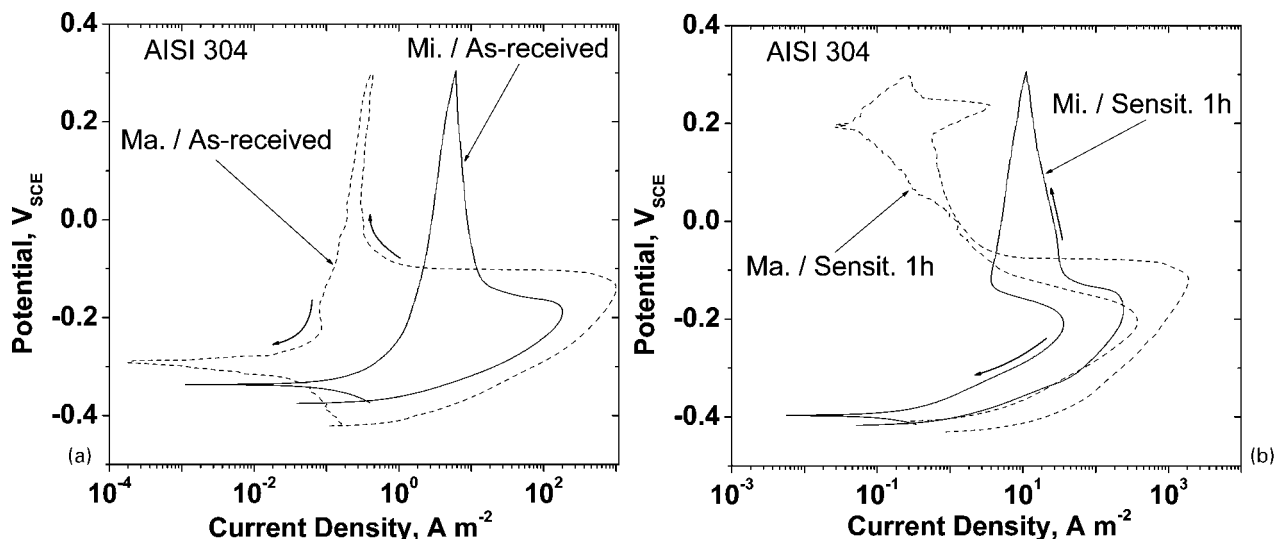 0.4
AISI 304
Mi. / As-received
0.2
Ma. / As-received
0.0
-0.2
-0.4
Potential, V_SCE
(a)
10^-4
10^-2
10^0
10^2
Current Density, A m^-2
0.4
AISI 304
0.2
Mi. / Sensit. 1h
0.0
Ma. / Sensit. 1h
-0.2
-0.4
Potential, V_SCE
(b)
10^-3
10^-1
10^1
10^3
Current Density, A m^-2